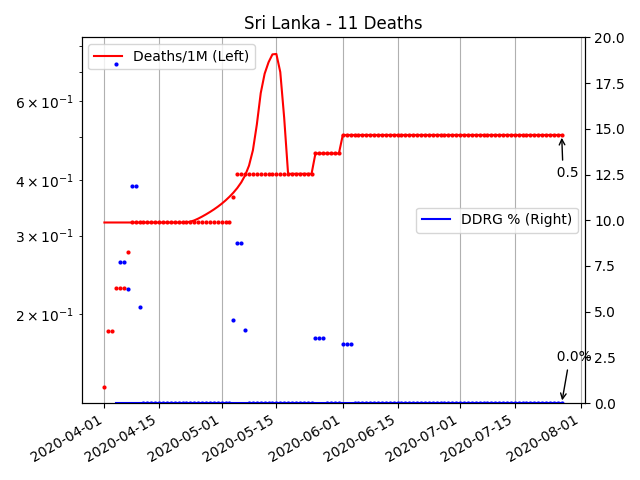 Sri Lanka - 11 Deaths
Deaths/1M (Left)
DDRG % (Right)
6 × 10⁻¹
4 × 10⁻¹
3 × 10⁻¹
2 × 10⁻¹
20.0
17.5
15.0
12.5
10.0
7.5
5.0
2.5
0.0
0.5
0.0%
2020-04-01
2020-04-15
2020-05-01
2020-05-15
2020-06-01
2020-06-15
2020-07-01
2020-07-15
2020-08-01